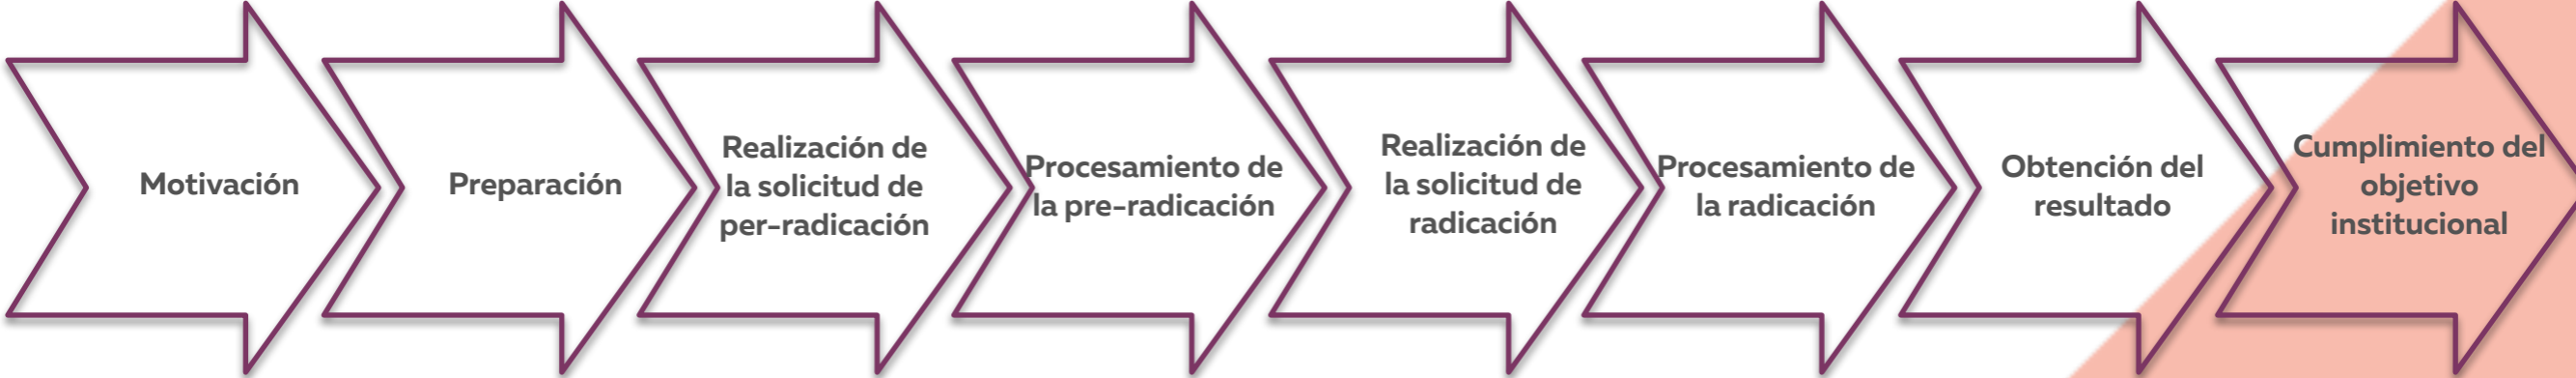 Motivación
Preparación
Realización de
la solicitud de
per-radicación
Procesamiento de
la pre-radicación
Realización de
la solicitud de
radicación
Procesamiento de
la radicación
Obtención del
resultado
Cumplimiento del
objetivo
institucional